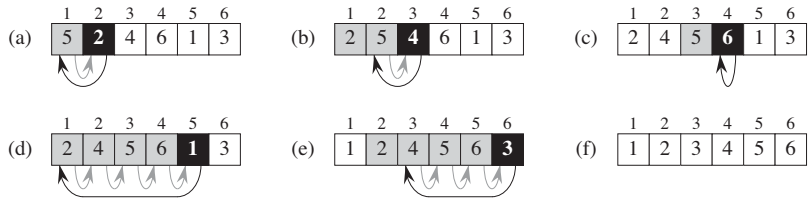 1 2 3 4 5 6
(a) 5 2 4 6 1 3
1 2 3 4 5 6
(b) 2 5 4 6 1 3
1 2 3 4 5 6
(c) 2 4 5 6 1 3
1 2 3 4 5 6
(d) 2 4 5 6 1 3
1 2 3 4 5 6
(e) 1 2 4 5 6 3
1 2 3 4 5 6
(f) 1 2 3 4 5 6